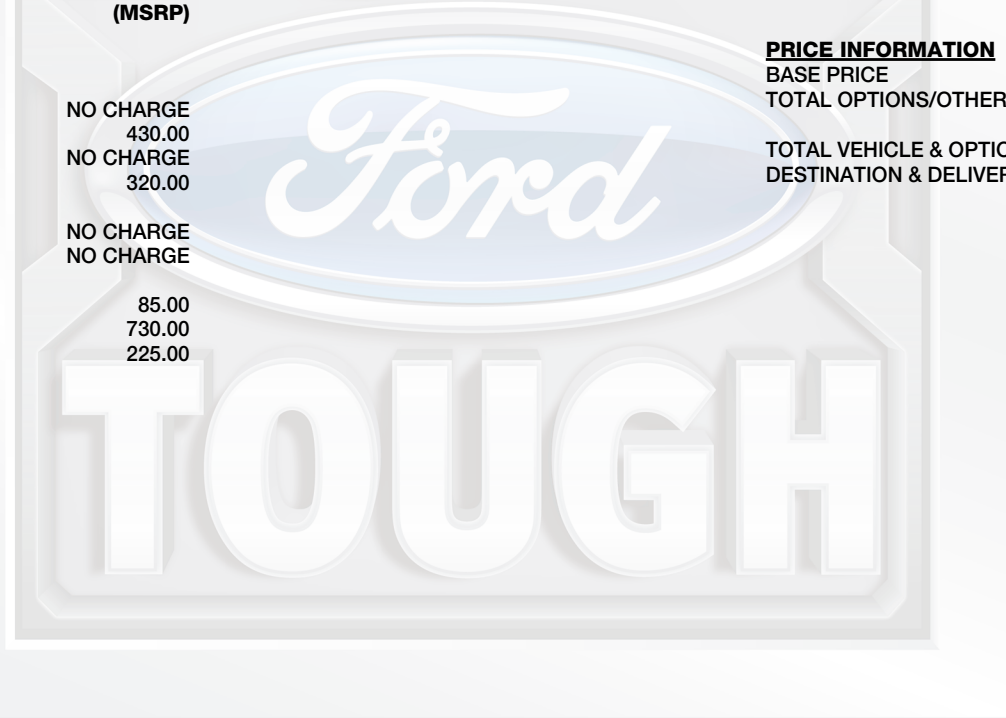 (MSRP)
NO CHARGE
430.00
NO CHARGE
320.00
NO CHARGE
NO CHARGE
85.00
730.00
225.00
PRICE INFORMATION
BASE PRICE
TOTAL OPTIONS/OTHER
TOTAL VEHICLE & OPTIO
DESTINATION & DELIVER
Ford
TOUGH